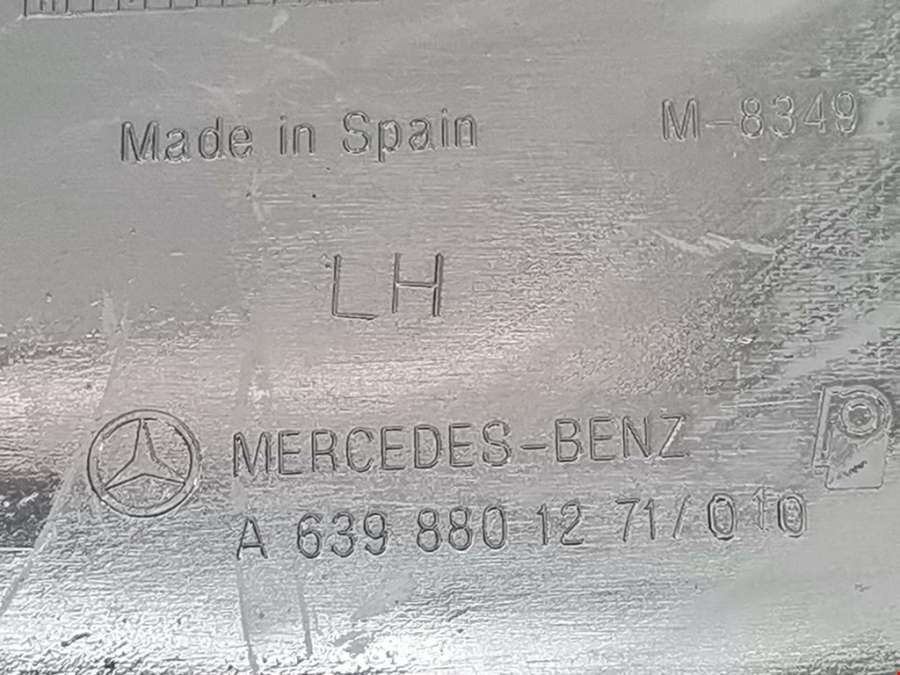 Made in Spain M-8349
LH
MERCEDES-BENZ
A 639 880 12 71/010